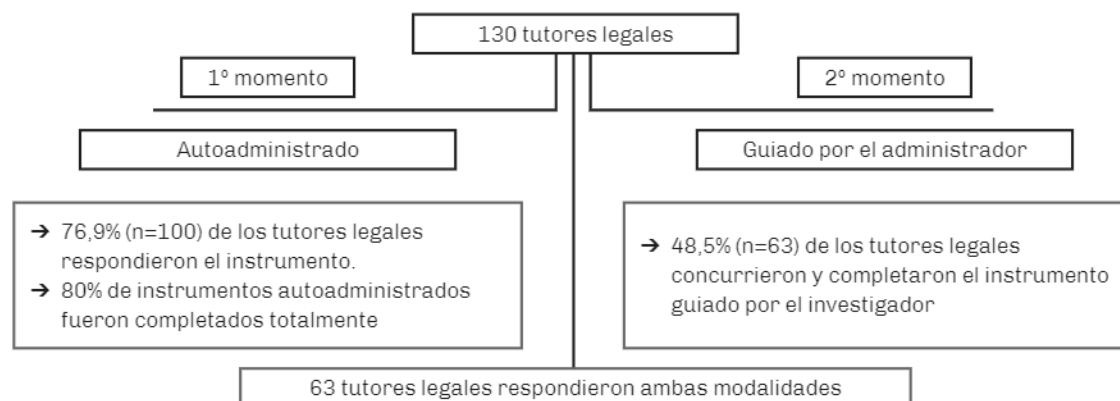 130 tutores legales
1º momento
2º momento
Autoadministrado
Guiado por el administrador
➔ 76,9% (n=100) de los tutores legales
respondieron el instrumento.
➔ 80% de instrumentos autoadministrados
fueron completados totalmente
➔ 48,5% (n=63) de los tutores legales
concurrieron y completaron el instrumento
guiado por el investigador
63 tutores legales respondieron ambas modalidades